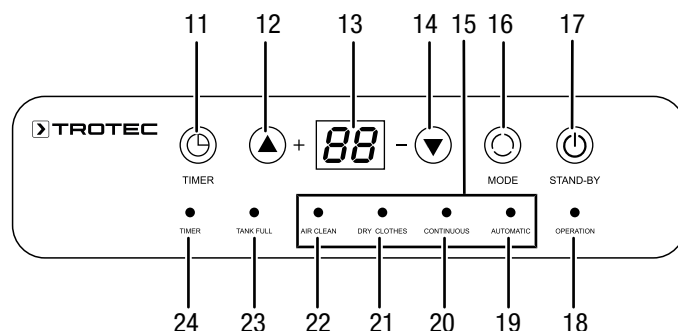 11 12 13 14 15 16 17
TROTEC
+ 88 -
TIMER MODE STAND-BY
TIMER TANK FULL AIR CLEAN DRY CLOTHES CONTINUOUS AUTOMATIC OPERATION
24 23 22 21 20 19 18